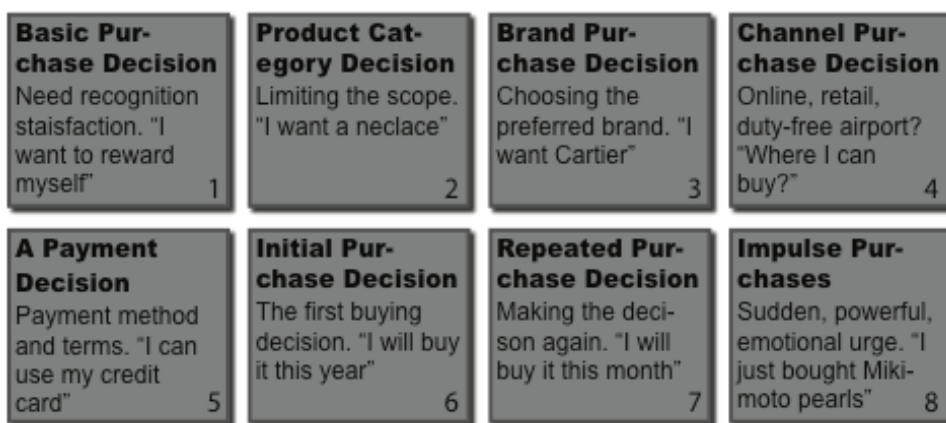 Basic Pur-
chase Decision
Need recognition
staisfaction. “I
want to reward
myself”
1
Product Cat-
egory Decision
Limiting the scope.
“I want a neclace”
2
Brand Pur-
chase Decision
Choosing the
preferred brand. “I
want Cartier”
3
Channel Pur-
chase Decision
Online, retail,
duty-free airport?
“Where I can
buy?”
4
A Payment
Decision
Payment method
and terms. “I can
use my credit
card”
5
Initial Pur-
chase Decision
The first buying
decision. “I will buy
it this year”
6
Repeated Pur-
chase Decision
Making the deci-
son again. “I will
buy it this month”
7
Impulse Pur-
chases
Sudden, powerful,
emotional urge. “I
just bought Miki-
moto pearls”
8